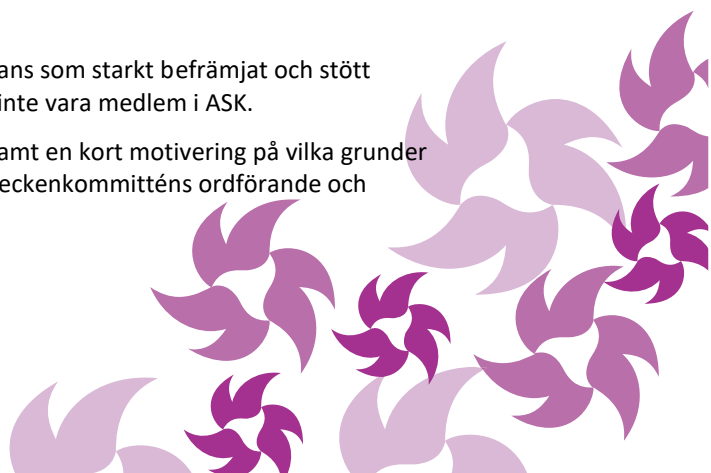 ans som starkt befrämjat och stött
inte vara medlem i ASK.
amt en kort motivering på vilka grunder
eckenkommitténs ordförande och